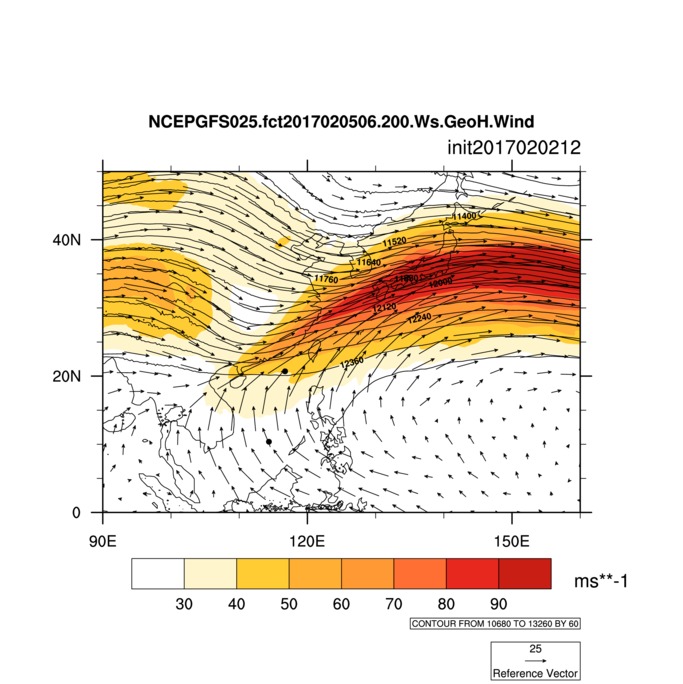 NCEPGFS025.fct2017020506.200.Ws.GeoH.Wind
init2017020212
11400
40N
11520
11640
11760
11880
12000
12120
12240
12360
20N
0
90E 120E 150E
ms**-1
30 40 50 60 70 80 90
CONTOUR FROM 10680 TO 13260 BY 60
25
Reference Vector